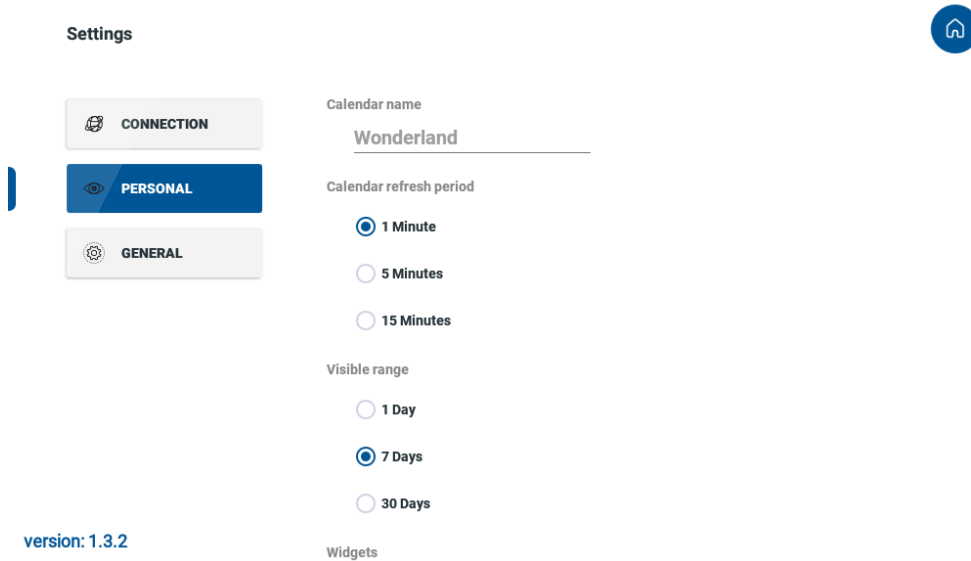 Settings
CONNECTION
PERSONAL
GENERAL
Calendar name
Wonderland
Calendar refresh period
1 Minute
5 Minutes
15 Minutes
Visible range
1 Day
7 Days
30 Days
Widgets
version: 1.3.2